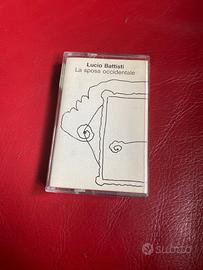 Lucio Battisti
La sposa occidentale
subito